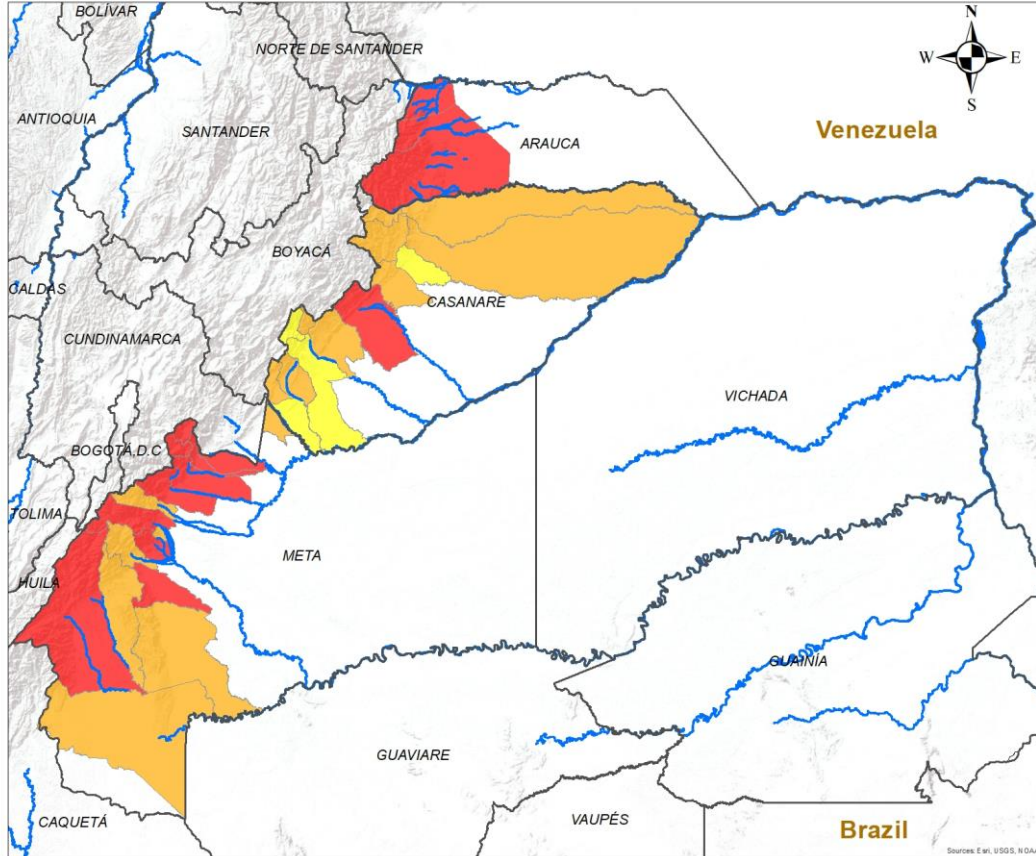 BOLÍVAR
NORTE DE SANTANDER
N
W
E
S
ANTIOQUIA
SANTANDER
ARAUCA
Venezuela
BOYACÁ
CALDAS
CASANARE
CUNDINAMARCA
VICHADA
BOGOTÁ,D.C
TOLIMA
META
HUILA
GUAINÍA
GUAVIARE
CAQUETÁ
VAUPÉS
Brazil
Sources: Esri, USGS, NOAA